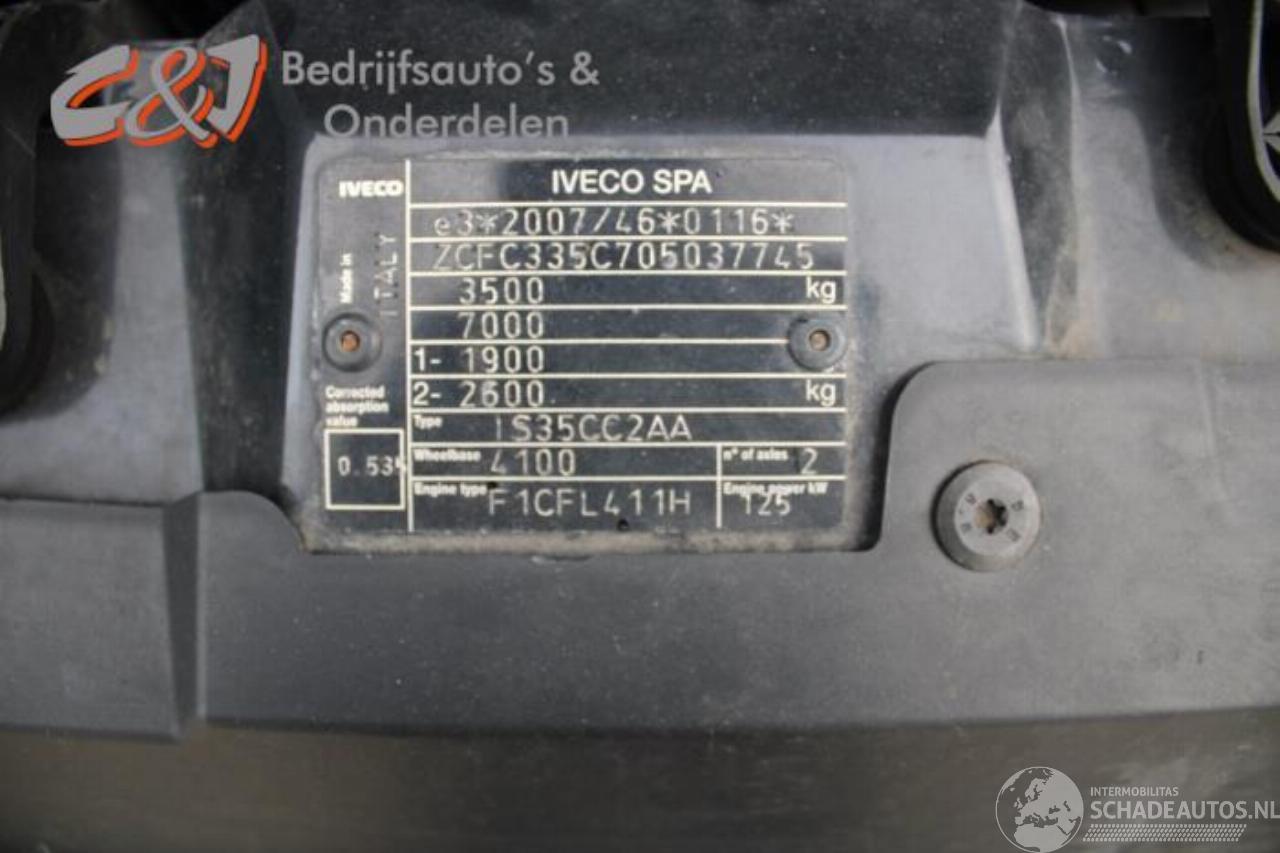 C&J Bedrijfsauto's &
Onderdelen
IVECO
IVECO SPA
e3*2007/46*0116*
ZCFC335C705037745
Made in ITALY
3500 kg
7000
1- 1900
2- 2600 kg
Corrected
absorption
value
0.53
Type IS35CC2AA
Wheelbase 4100 n° of axles 2
Engine type F1CFL411H Engine power kW 125
INTERMOBILITAS
SCHADEAUTOS.NL